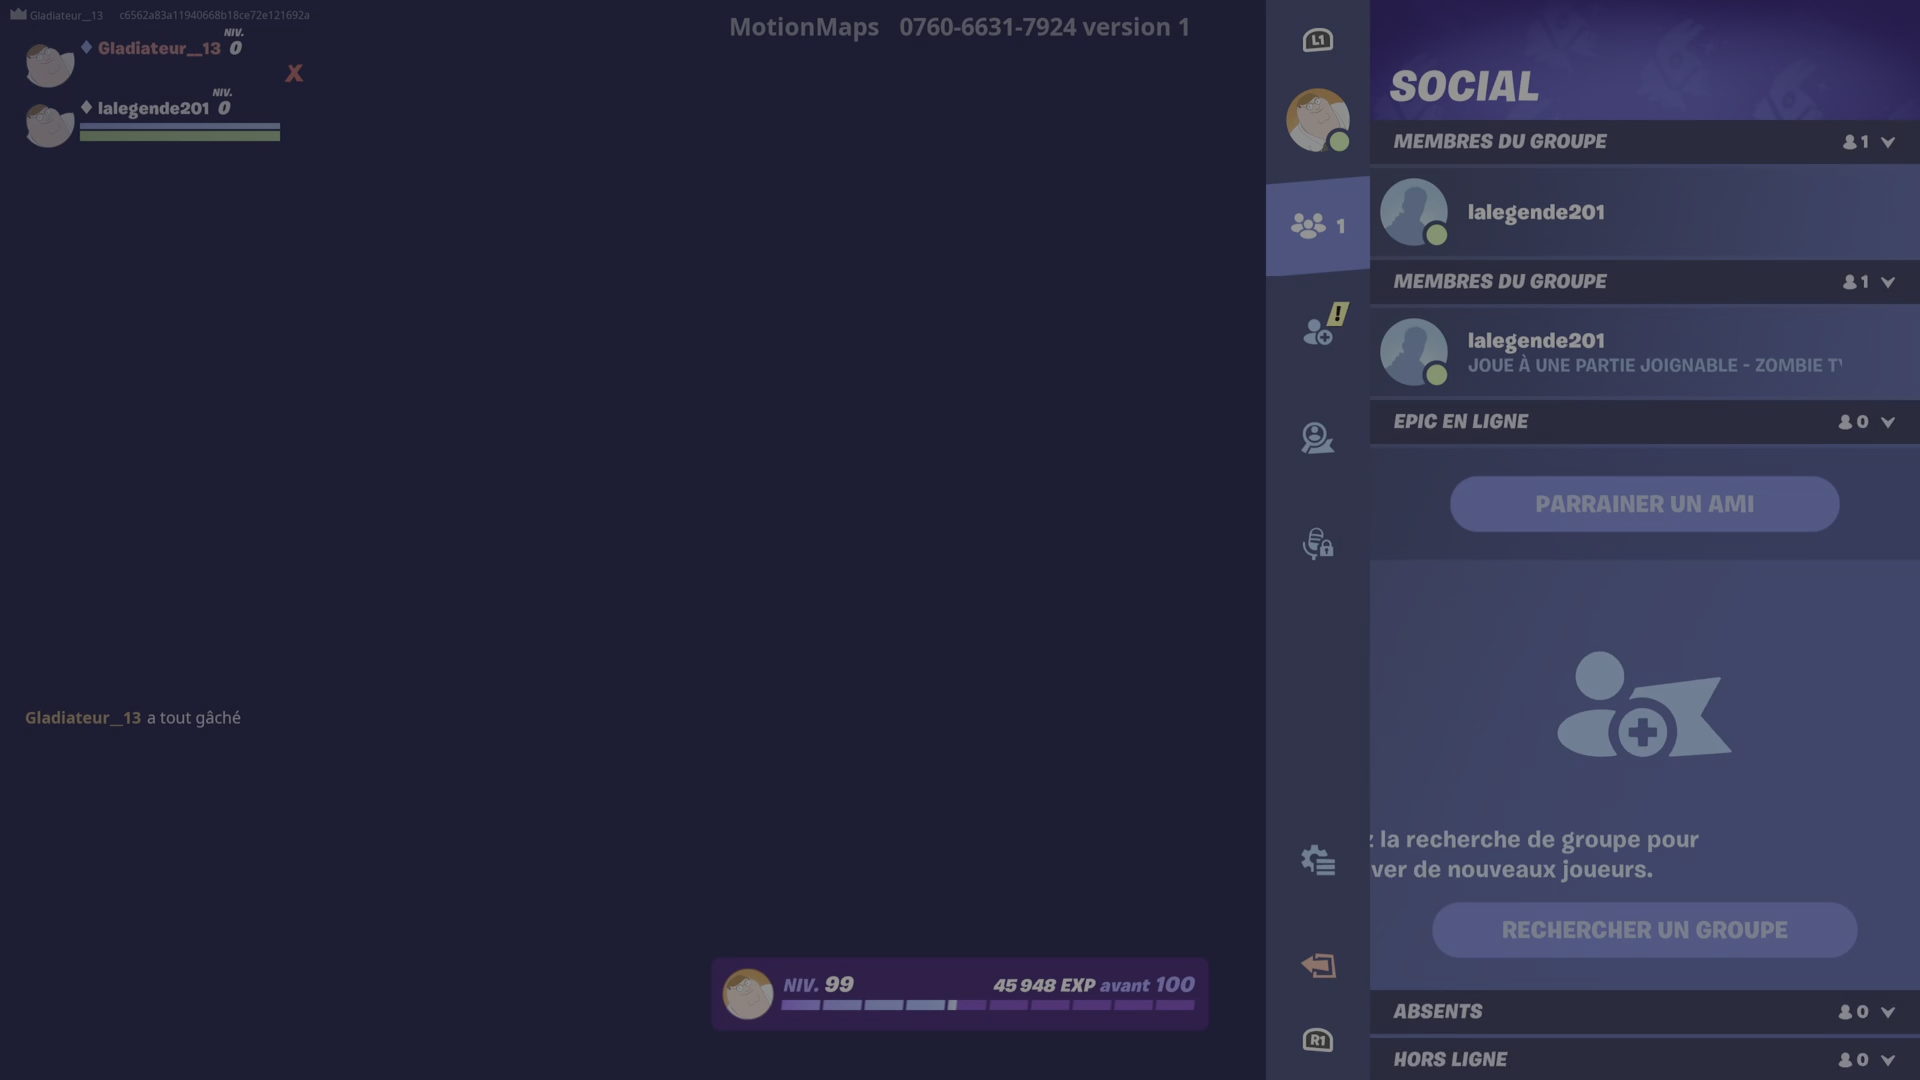 Gladiateur__13 c6562a83a11940668b18ce72e121692a
NIV.
Gladiateur__13 0
X
NIV.
lalegende201 0
MotionMaps 0760-6631-7924 version 1
Gladiateur__13 a tout gâché
NIV. 99 45 948 EXP avant 100
L1
1
!
R1
SOCIAL
MEMBRES DU GROUPE 1
lalegende201
MEMBRES DU GROUPE 1
lalegende201
JOUE À UNE PARTIE JOIGNABLE - ZOMBIE
EPIC EN LIGNE 0
PARRAINER UN AMI
la recherche de groupe pour
ver de nouveaux joueurs.
RECHERCHER UN GROUPE
ABSENTS 0
HORS LIGNE 0